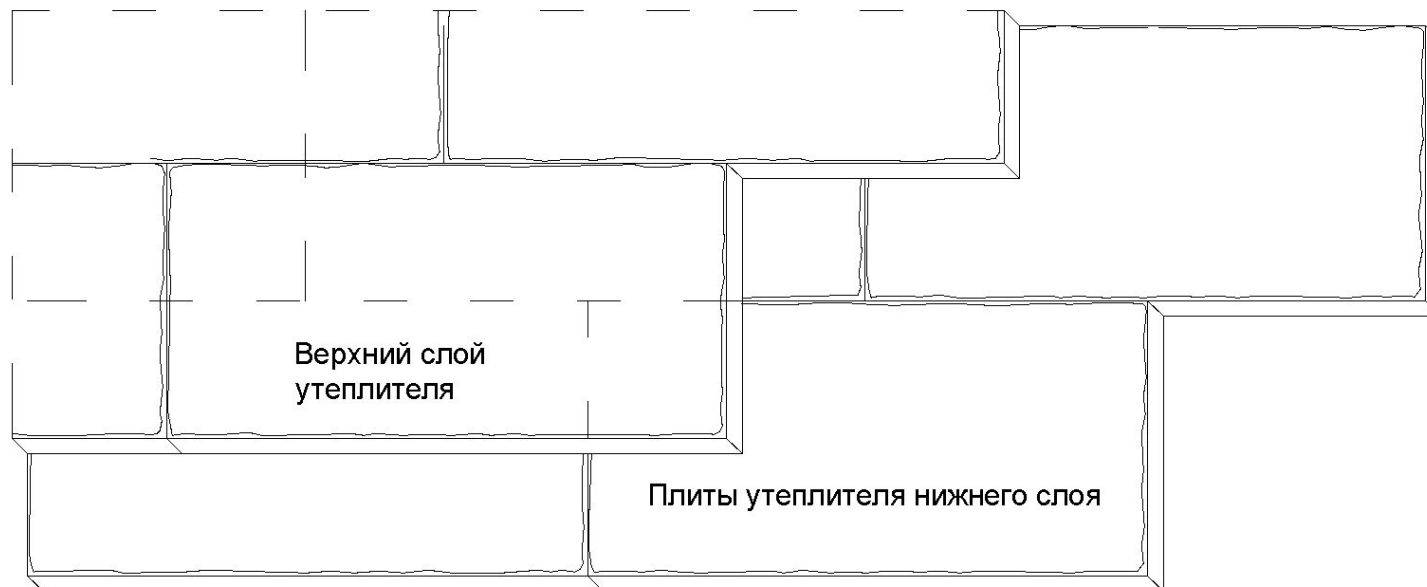 Верхний слой
утеплителя
Плиты утеплителя нижнего слоя